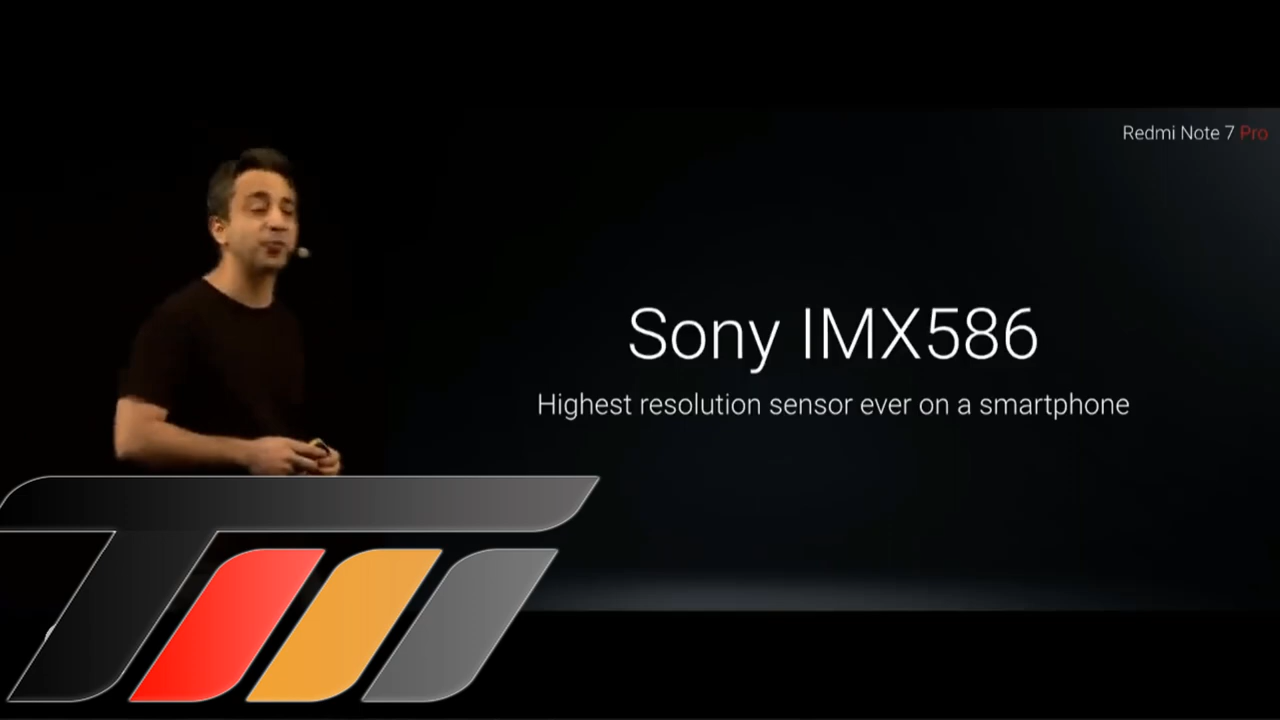 Redmi Note 7 Pro
Sony IMX586
Highest resolution sensor ever on a smartphone